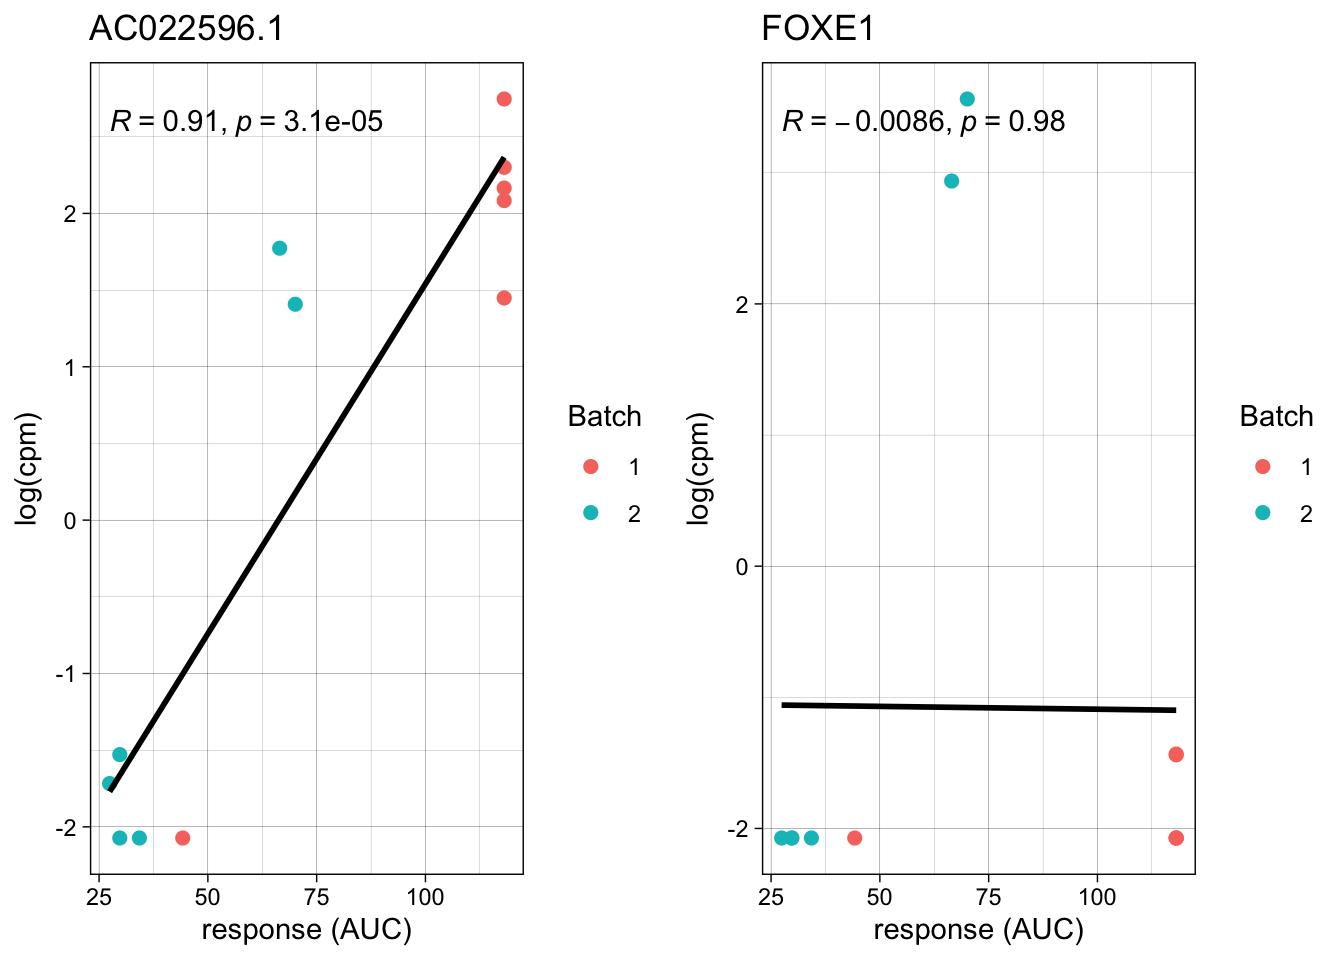 AC022596.1
R = 0.91, p = 3.1e-05
2
1
0
-1
-2
25 50 75 100
response (AUC)
log(cpm)
Batch
1
2
FOXE1
R = −0.0086, p = 0.98
2
0
-2
25 50 75 100
response (AUC)
log(cpm)
Batch
1
2